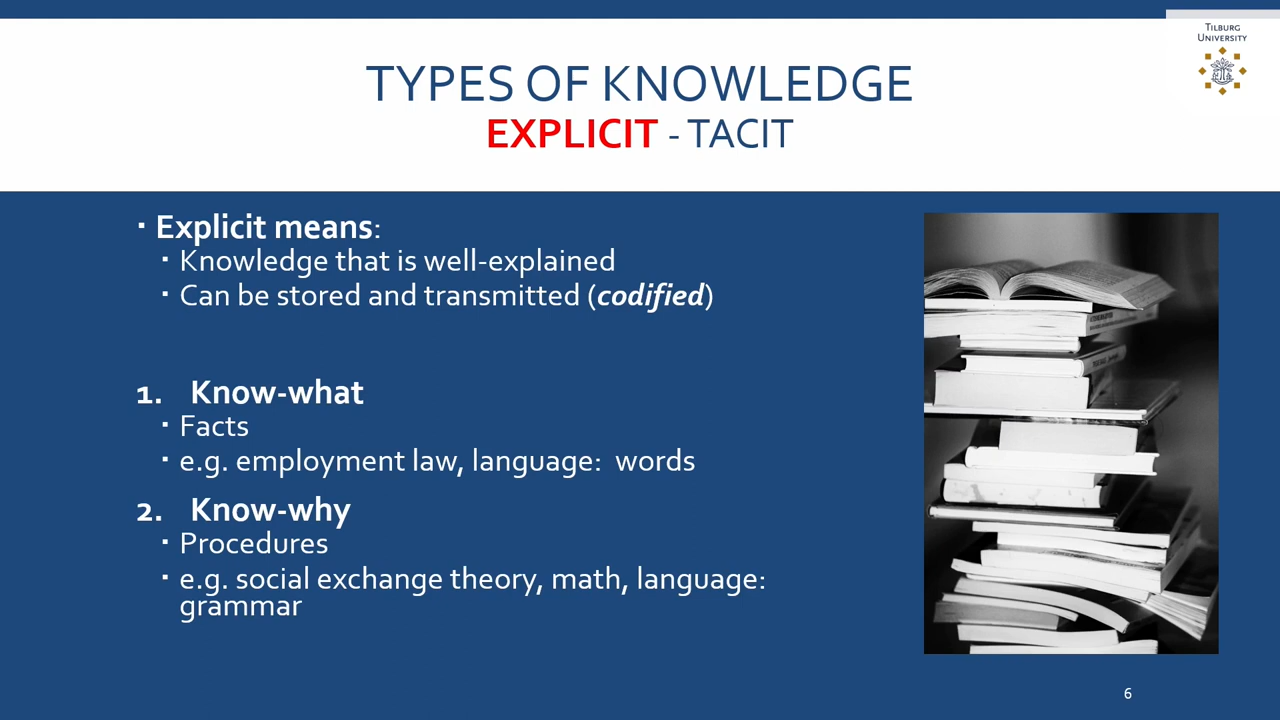 TILBURG
UNIVERSITY
TYPES OF KNOWLEDGE
EXPLICIT - TACIT
▪ Explicit means:
▪ Knowledge that is well-explained
▪ Can be stored and transmitted (codified)
1. Know-what
▪ Facts
▪ e.g. employment law, language: words
2. Know-why
▪ Procedures
▪ e.g. social exchange theory, math, language:
grammar
6